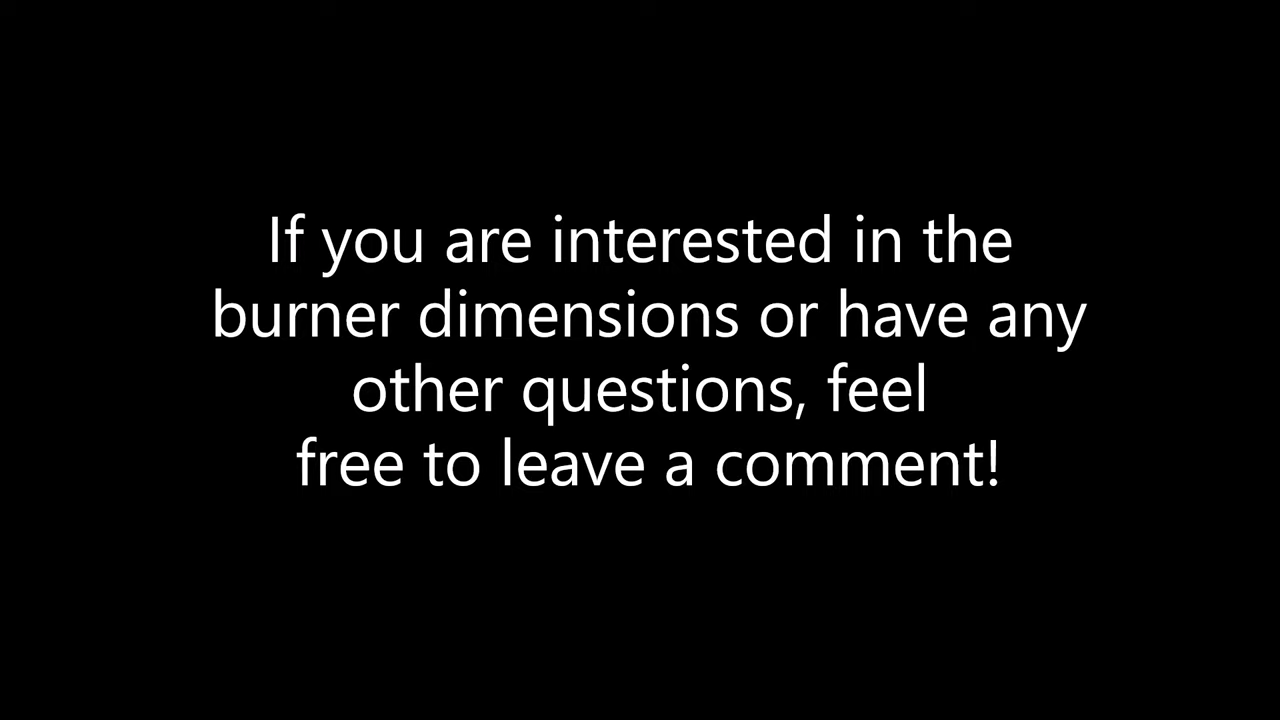 If you are interested in the
burner dimensions or have any
other questions, feel
free to leave a comment!